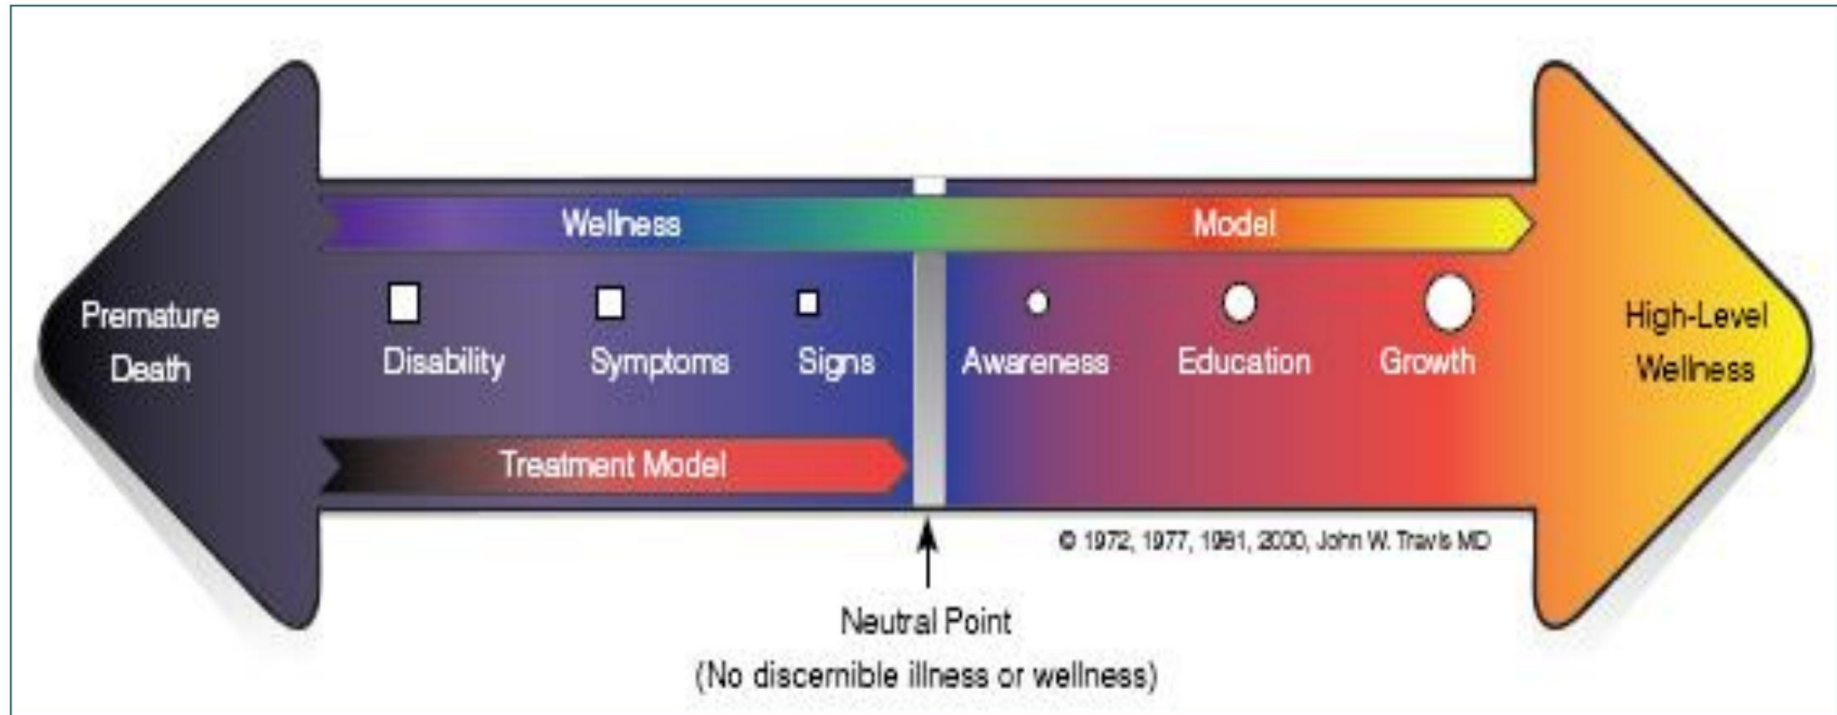 Wellness Model
Premature
Death
Disability Symptoms Signs Awareness Education Growth
High-Level
Wellness
Treatment Model
© 1972, 1977, 1981, 2000, John W. Travis MD
Neutral Point
(No discernible illness or wellness)